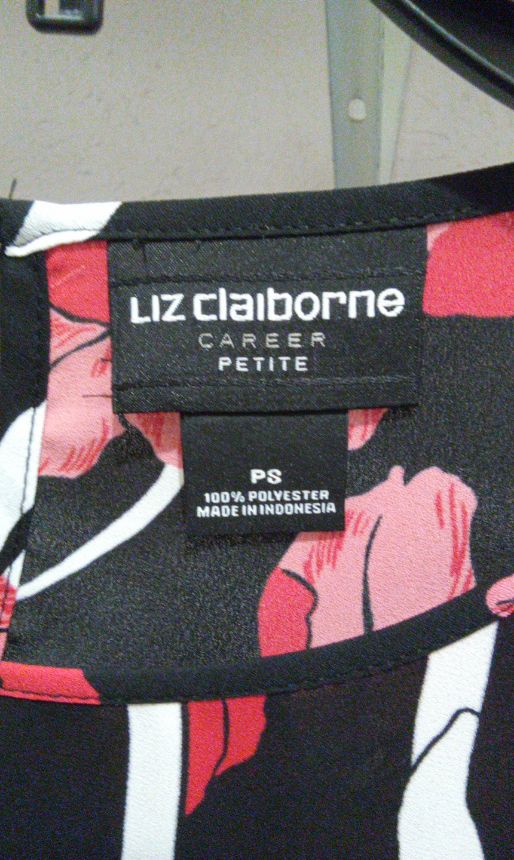 Liz claiborne
CAREER
PETITE
PS
100% POLYESTER
MADE IN INDONESIA